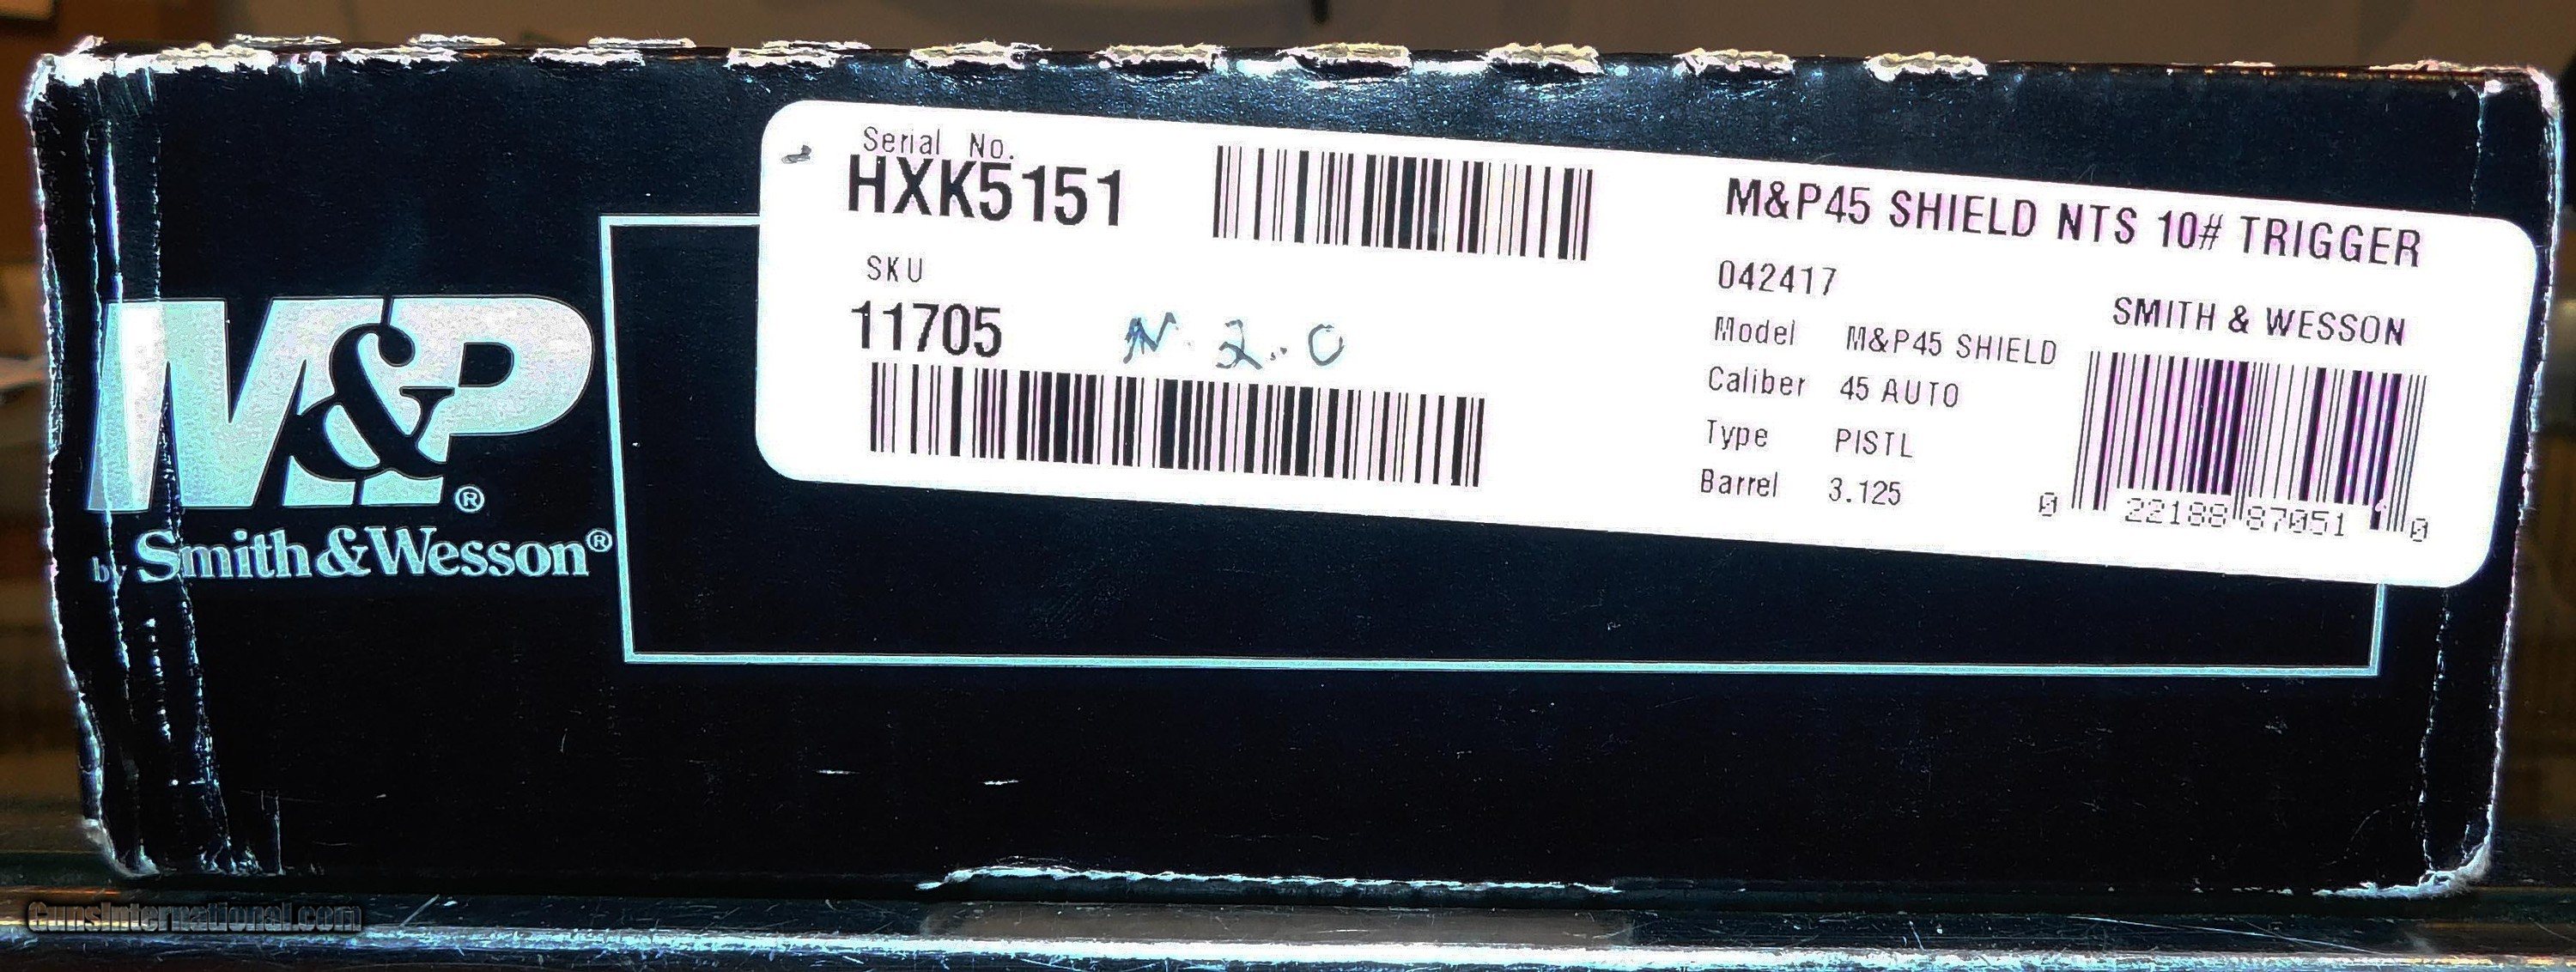 M&P®
by Smith&Wesson®
Serial No.
HXK5151
SKU
11705
M 2.0
M&P45 SHIELD NTS 10# TRIGGER
042417
SMITH & WESSON
Model M&P45 SHIELD
Caliber 45 AUTO
Type PISTL
Barrel 3.125
0 22188 87051 0
GunsInternational.com